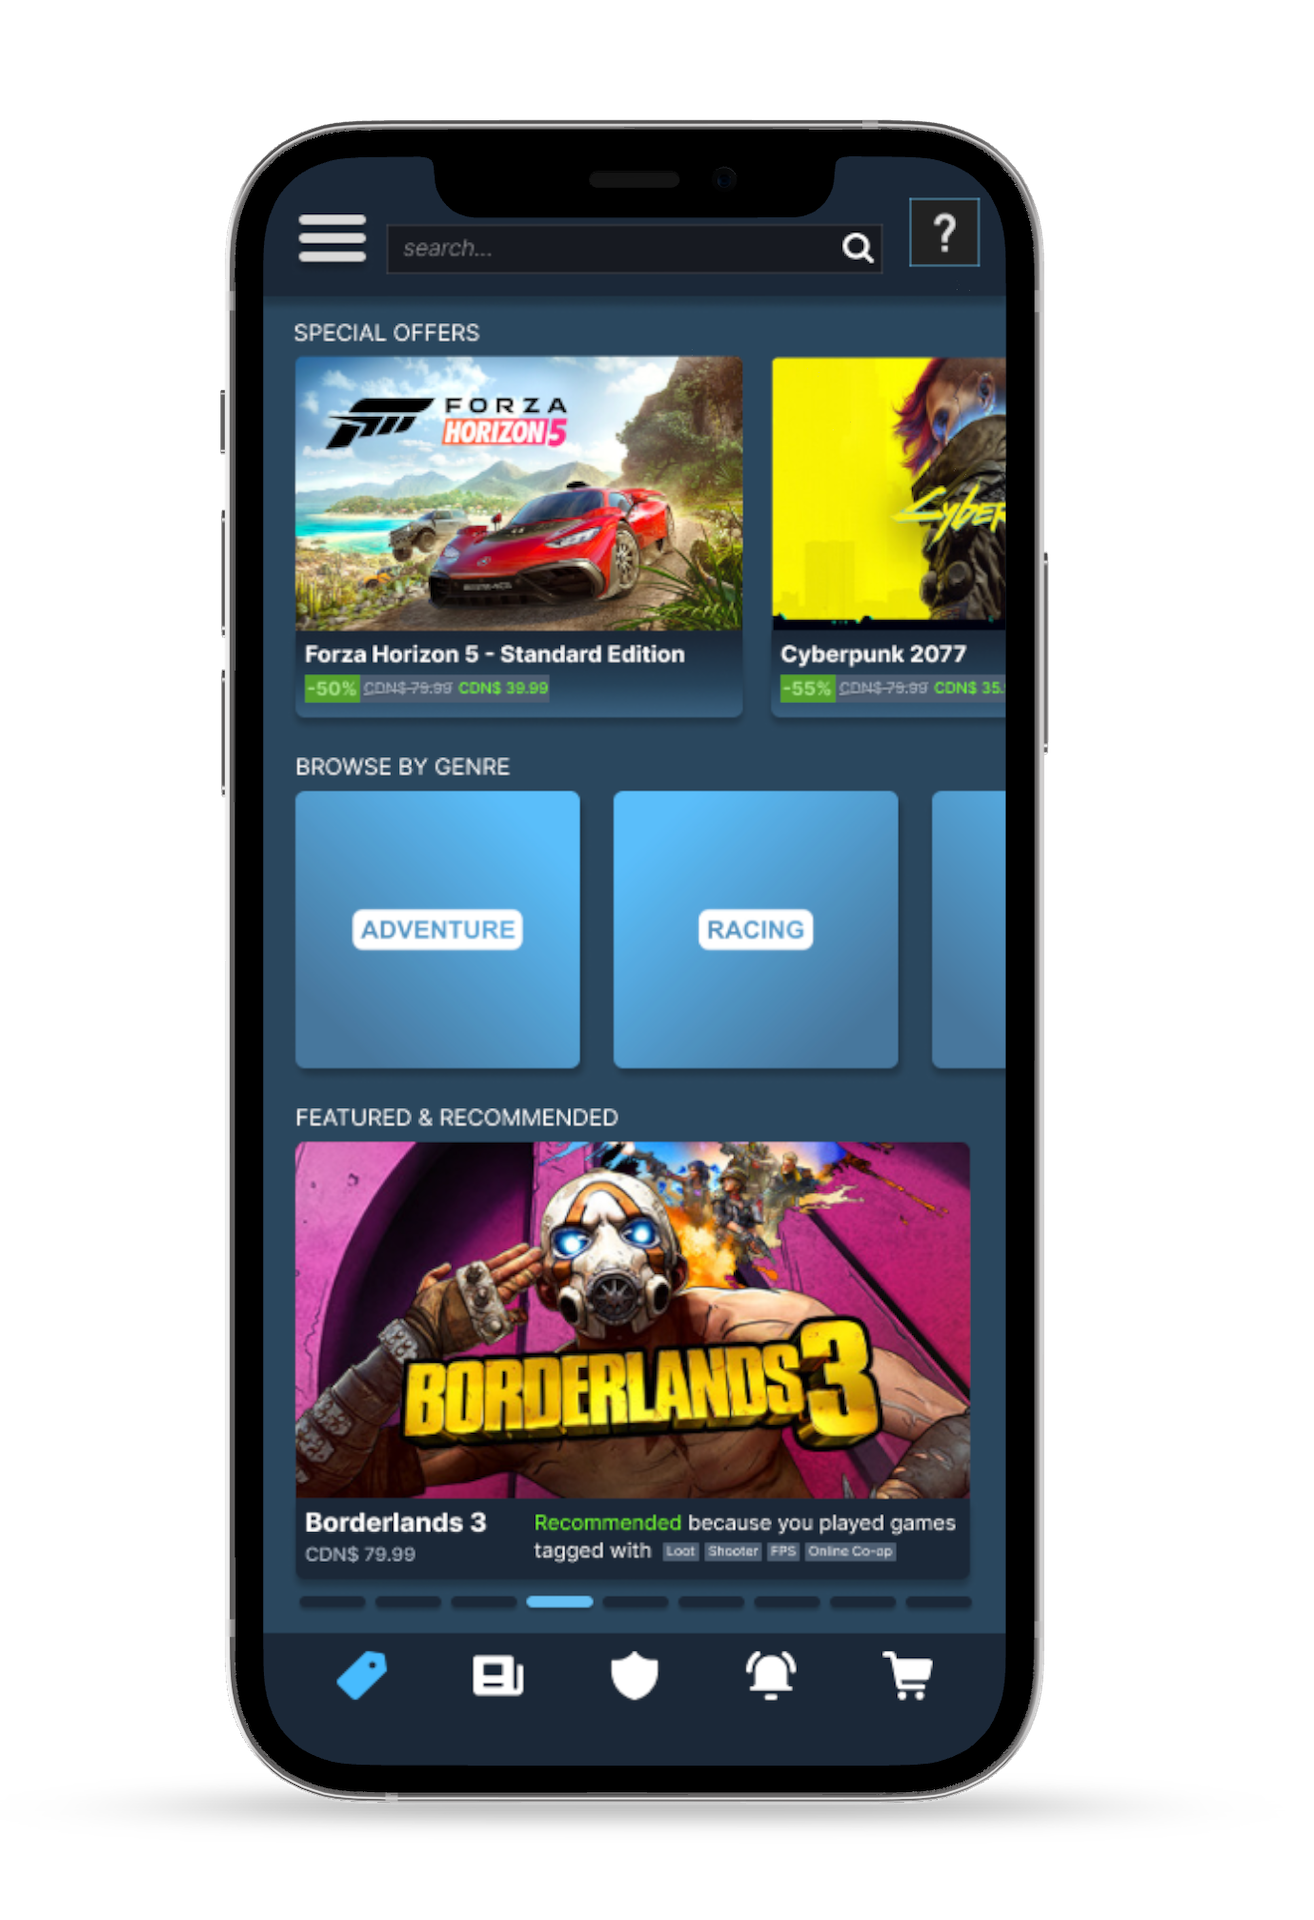 search...
?
SPECIAL OFFERS
FORZA
HORIZON 5
Cyber
Forza Horizon 5 - Standard Edition
-50% CDN$ 79.99 CDN$ 39.99
Cyberpunk 2077
-55% CDN$ 79.99 CDN$ 35.
BROWSE BY GENRE
ADVENTURE
RACING
FEATURED & RECOMMENDED
BORDERLANDS 3
Borderlands 3
CDN$ 79.99
Recommended because you played games
tagged with Loot Shooter FPS Online Co-op